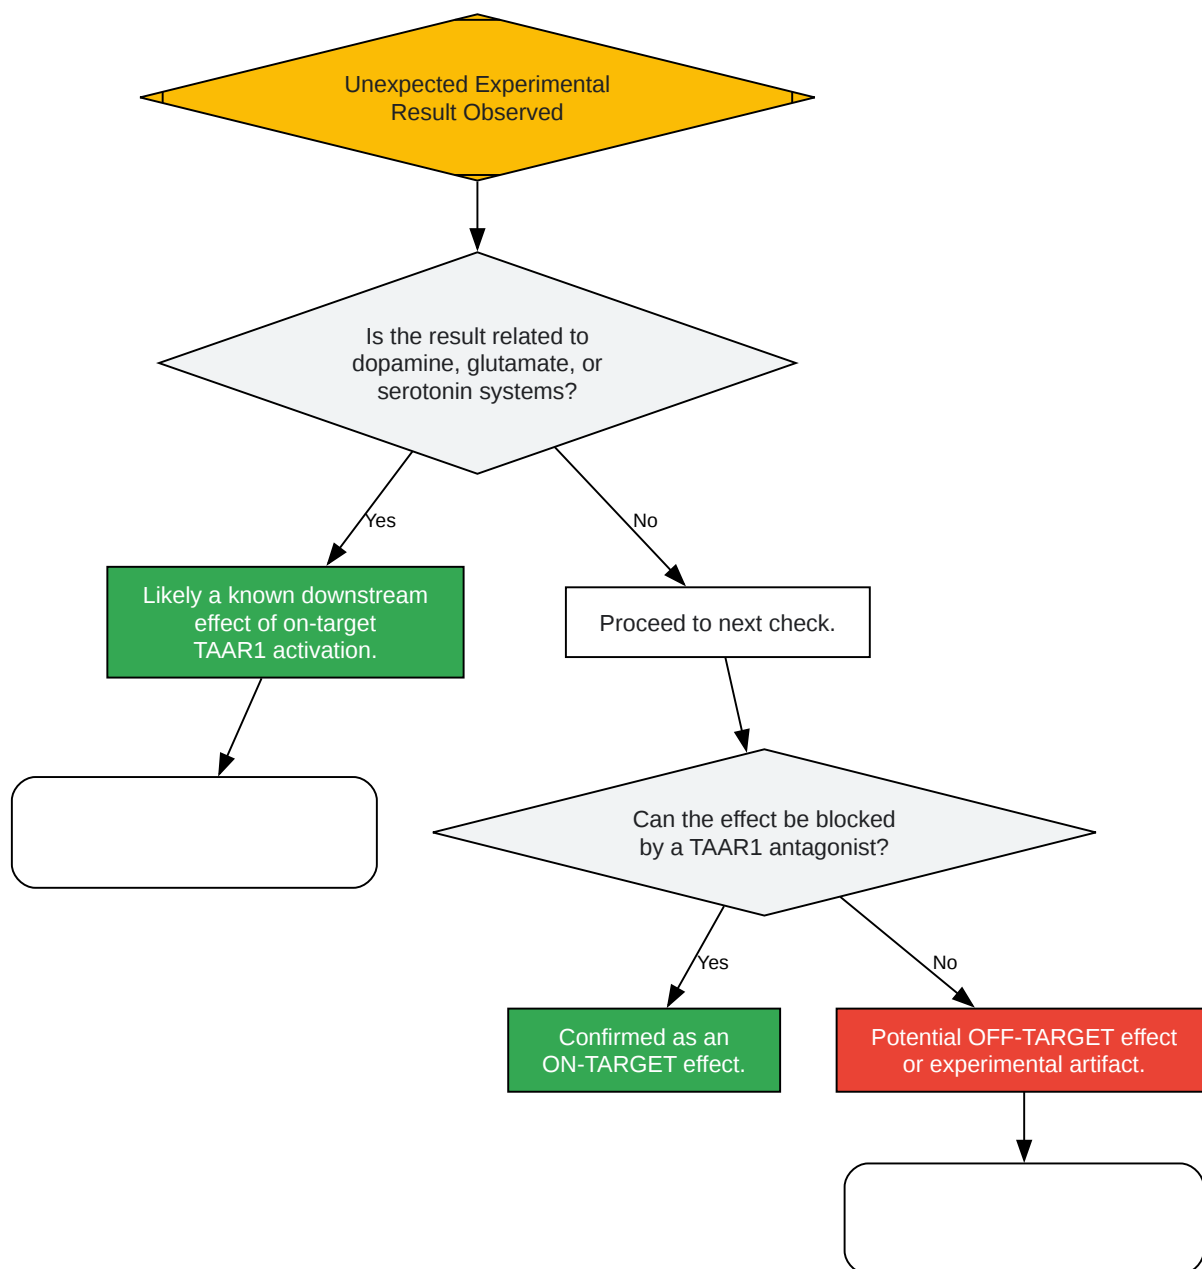 Unexpected Experimental
Result Observed
Is the result related to
dopamine, glutamate, or
serotonin systems?
Yes
No
Likely a known downstream
effect of on-target
TAAR1 activation.
Proceed to next check.
Can the effect be blocked
by a TAAR1 antagonist?
Yes
No
Confirmed as an
ON-TARGET effect.
Potential OFF-TARGET effect
or experimental artifact.